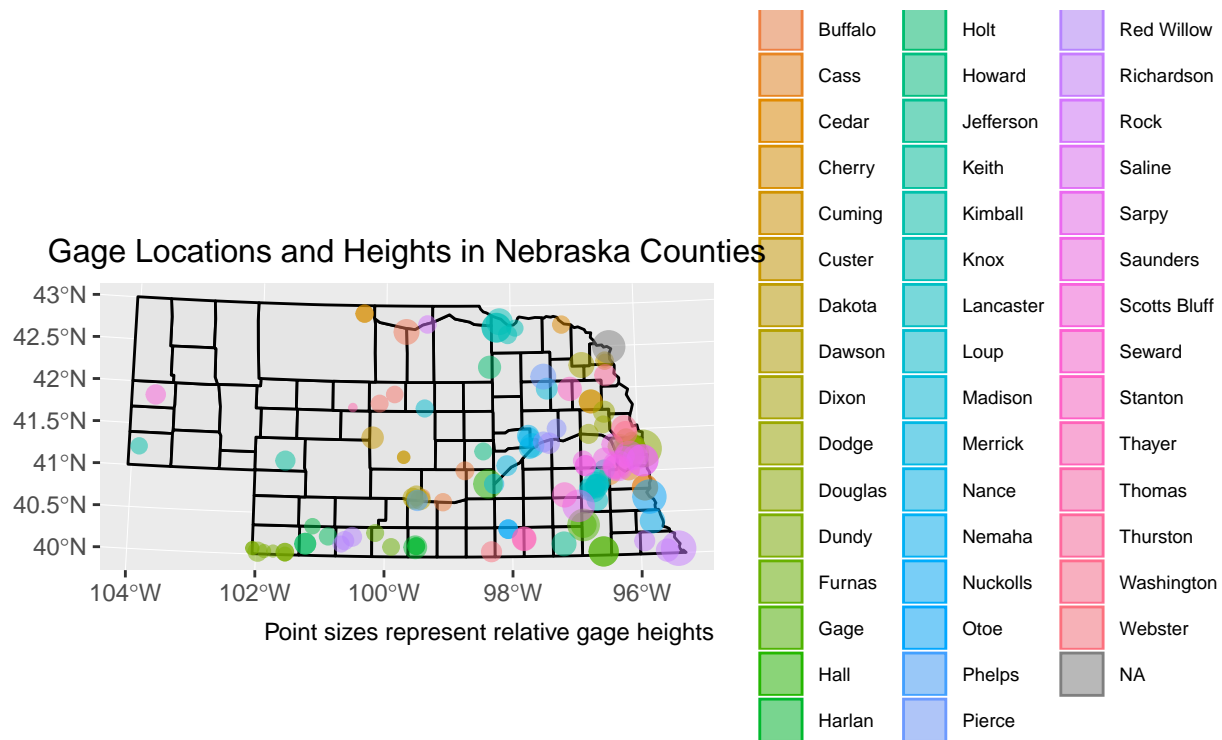 Gage Locations and Heights in Nebraska Counties
43°N
42.5°N
42°N
41.5°N
41°N
40.5°N
40°N
104°W
102°W
100°W
98°W
96°W
Point sizes represent relative gage heights
Buffalo
Cass
Cedar
Cherry
Cuming
Custer
Dakota
Dawson
Dixon
Dodge
Douglas
Dundy
Furnas
Gage
Hall
Harlan
Holt
Howard
Jefferson
Keith
Kimball
Knox
Lancaster
Loup
Madison
Merrick
Nance
Nemaha
Nuckolls
Otoe
Phelps
Pierce
Red Willow
Richardson
Rock
Saline
Sarpy
Saunders
Scotts Bluff
Seward
Stanton
Thayer
Thomas
Thurston
Washington
Webster
NA